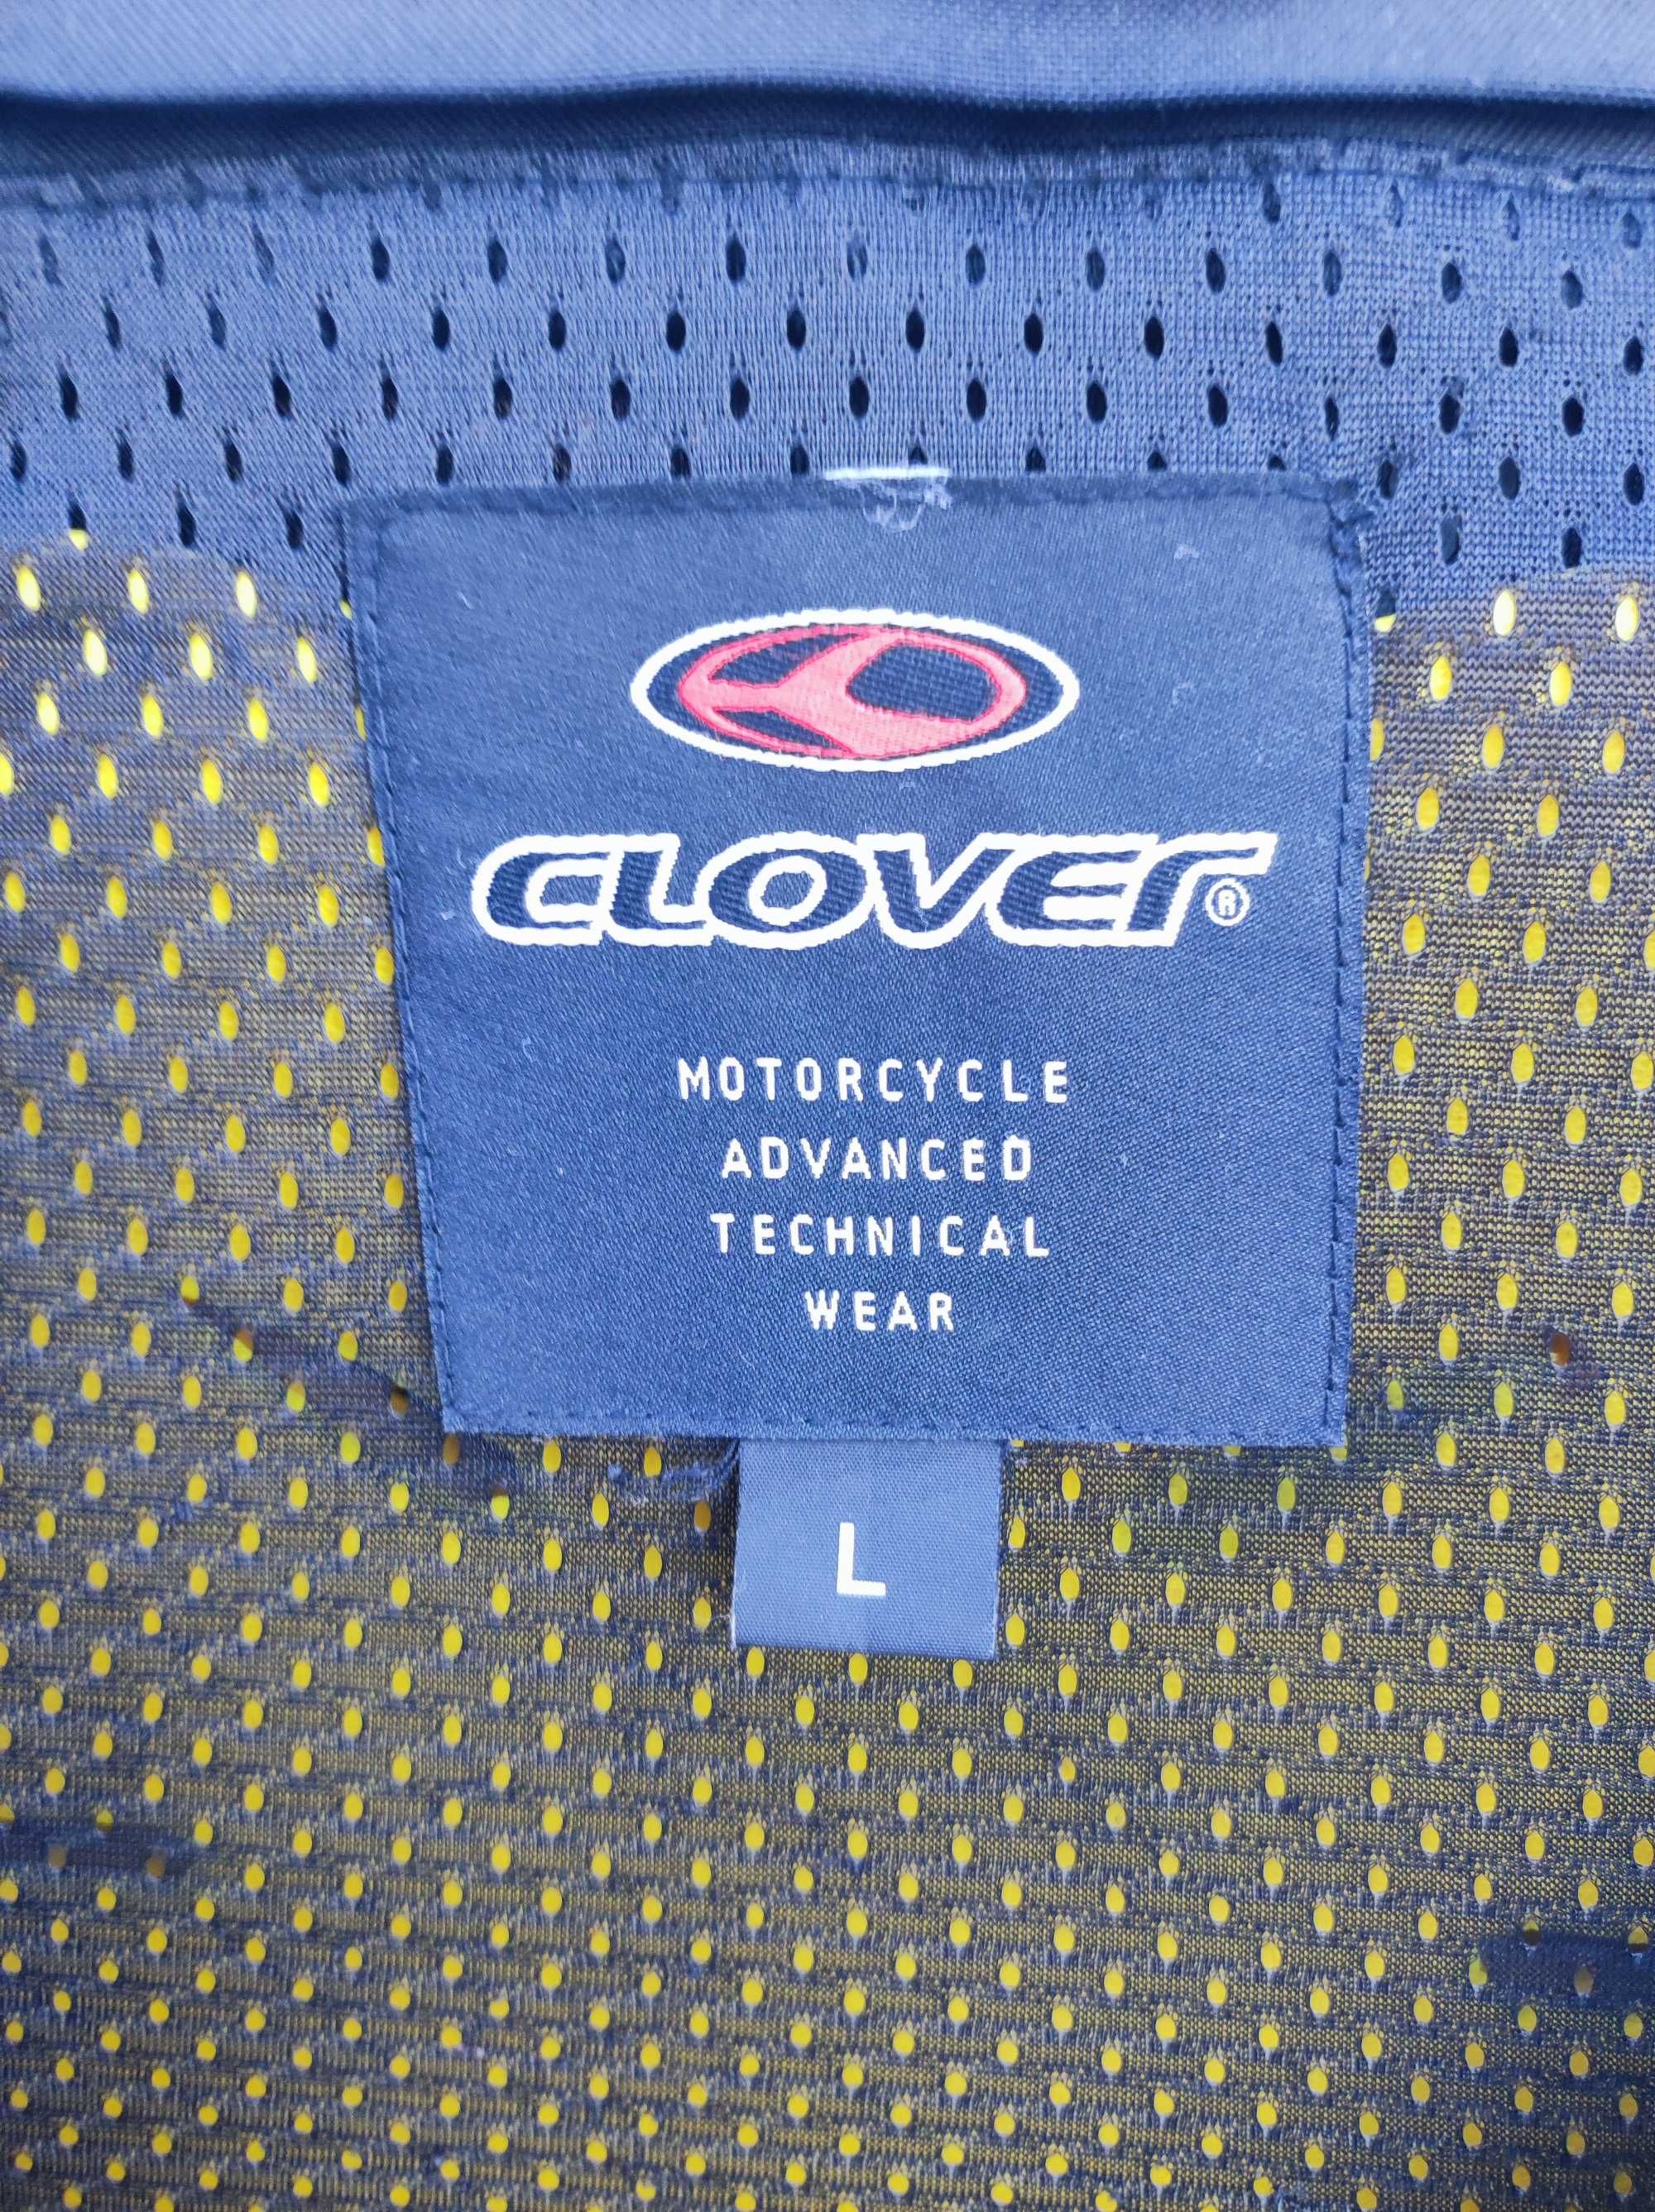 CLOVER®
MOTORCYCLE
ADVANCED
TECHNICAL
WEAR
L